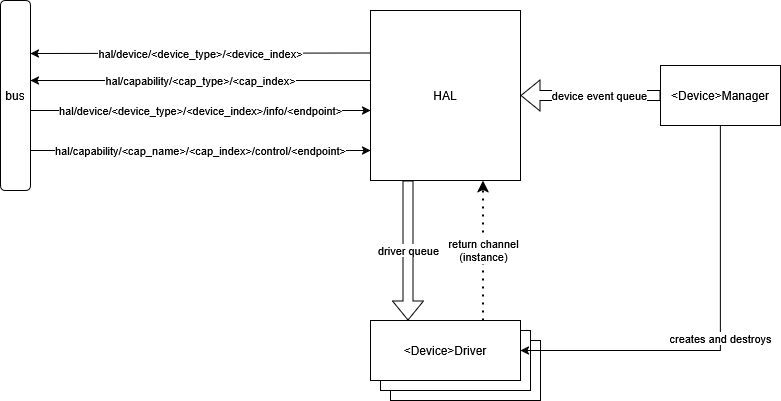 hal/device/<device_type>/<device_index>
hal/capability/<cap_type>/<cap_index>
bus
HAL
device event queue
<Device>Manager
hal/device/<device_type>/<device_index>/info/<endpoint>
hal/capability/<cap_name>/<cap_index>/control/<endpoint>
driver queue
return channel
(instance)
creates and destroys
<Device>Driver